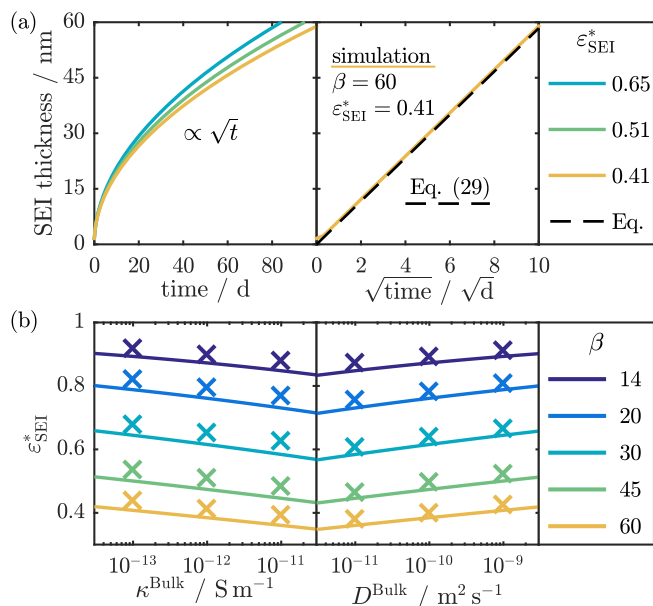 (a)
SEI thickness / nm
60
45
30
15
0
∝ √t
0 20 40 60 80
time / d
simulation
β = 60
ε*SEI = 0.41
Eq. (29)
0 2 4 6 8 10
√time / √d
ε*SEI
0.65
0.51
0.41
Eq.
(b)
ε*SEI
1
0.8
0.6
0.4
10⁻¹³ 10⁻¹² 10⁻¹¹
κBulk / S m⁻¹
10⁻¹¹ 10⁻¹⁰ 10⁻⁹
DBulk / m² s⁻¹
β
14
20
30
45
60